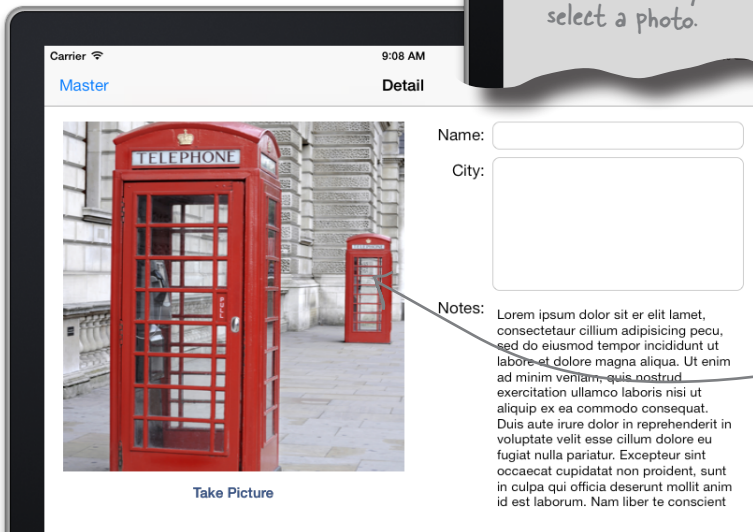 select a photo.
Carrier
9:08 AM
Master
Detail
TELEPHONE
TELEPHONE
Name:
City:
Notes:
Lorem ipsum dolor sit er elit lamet,
consectetaur cillium adipisicing pecu,
sed do eiusmod tempor incididunt ut
labore et dolore magna aliqua. Ut enim
ad minim veniam, quis nostrud
exercitation ullamco laboris nisi ut
aliquip ex ea commodo consequat.
Duis aute irure dolor in reprehenderit in
voluptate velit esse cillum dolore eu
fugiat nulla pariatur. Excepteur sint
occaecat cupidatat non proident, sunt
in culpa qui officia deserunt mollit anim
id est laborum. Nam liber te conscient
Take Picture